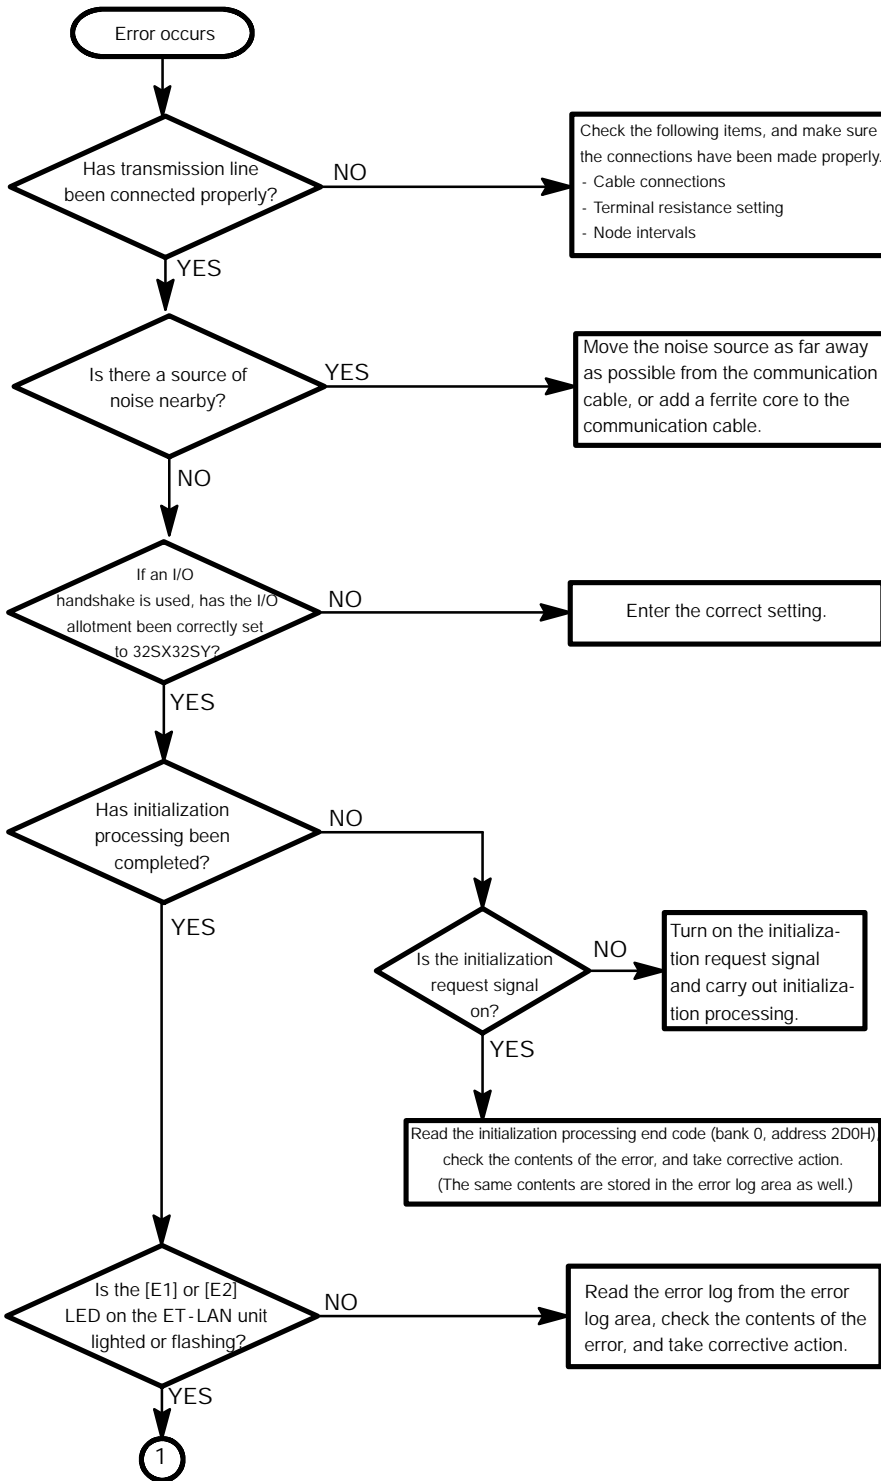 Error occurs
Has transmission line
been connected properly?
NO
Check the following items, and make sure
the connections have been made properly.
- Cable connections
- Terminal resistance setting
- Node intervals
YES
Is there a source of
noise nearby?
YES
Move the noise source as far away
as possible from the communication
cable, or add a ferrite core to the
communication cable.
NO
If an I/O
handshake is used, has the I/O
allotment been correctly set
to 32SX32SY?
NO
Enter the correct setting.
YES
Has initialization
processing been
completed?
NO
YES
Is the initialization
request signal
on?
NO
Turn on the initializa-
tion request signal
and carry out initializa-
tion processing.
YES
Read the initialization processing end code (bank 0, address 2D0H),
check the contents of the error, and take corrective action.
(The same contents are stored in the error log area as well.)
Is the [E1] or [E2]
LED on the ET-LAN unit
lighted or flashing?
NO
Read the error log from the error
log area, check the contents of the
error, and take corrective action.
YES
1